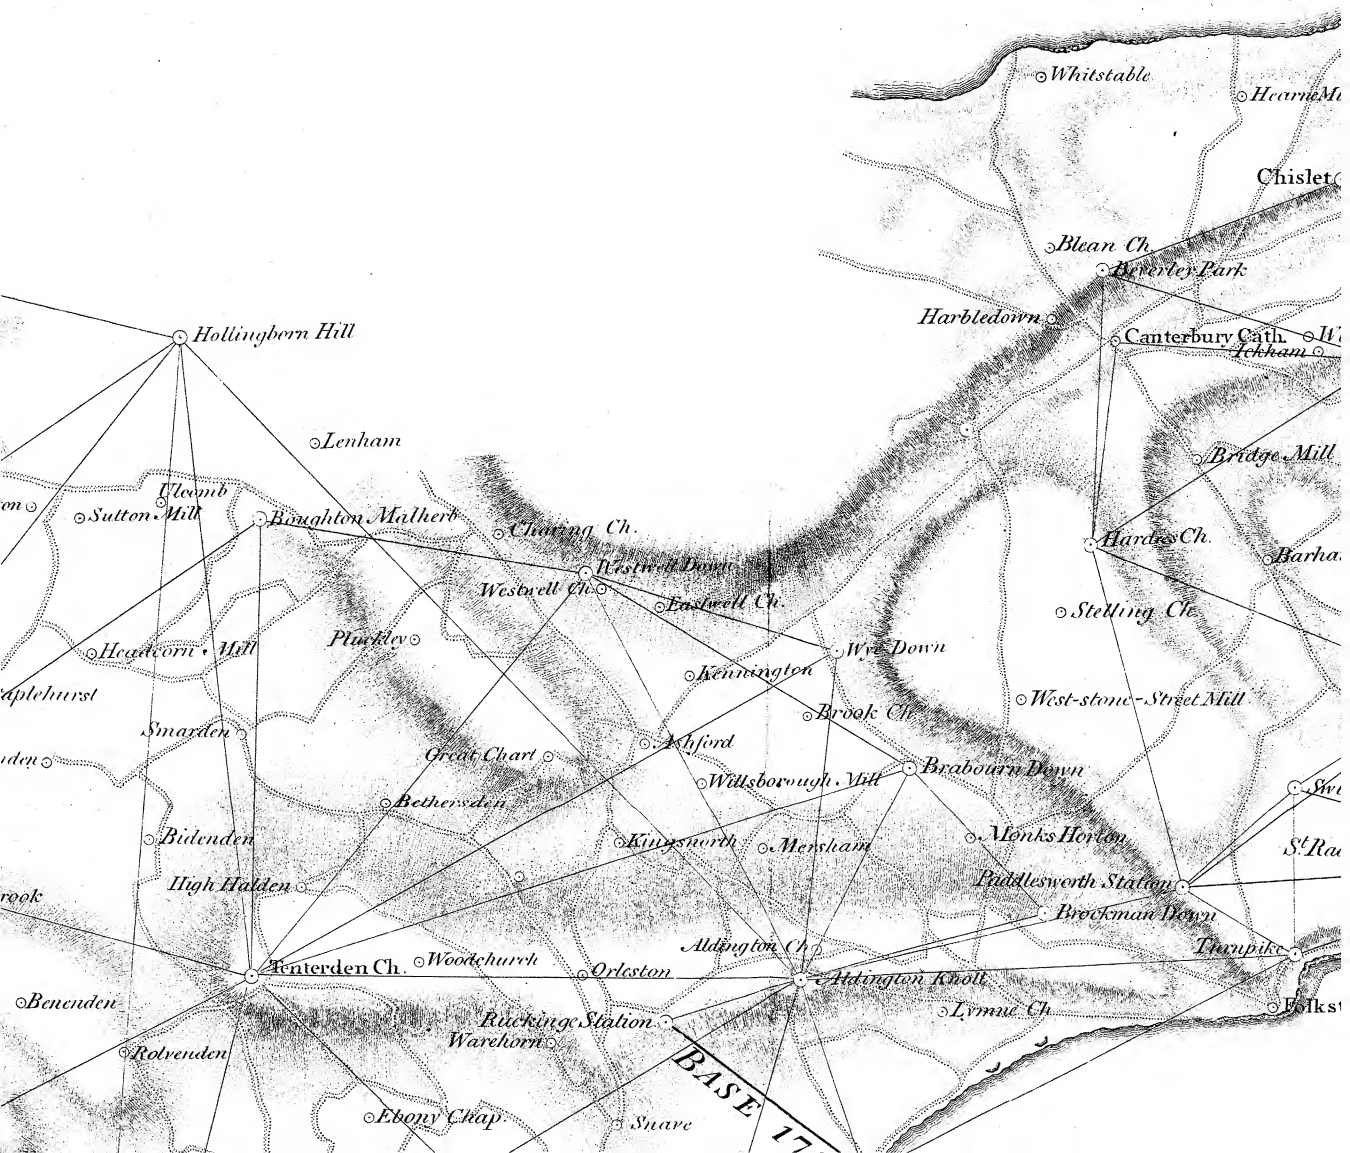 Whitstable
Hearne
Chislet
Blean Ch.
Beverley Park
Harbledown
Canterbury Cath.
Ickham
Hollingborn Hill
Lenham
Bridge Mill
Ulcomb
Sutton Mill
Boughton Malherb
Charing Ch.
Hardres Ch.
Westwell Down
Westwell Ch.
Eastwell Ch.
Stelling Ch.
Headcorn Mill
Pluckley
Wye Down
Kennington
West-stone-Street Mill
Brook Ch.
Smarden
Ashford
Great Chart
Willsborough Mill
Brabourn Down
Bethersden
Bidenden
Kingsnorth
Mersham
Monks Horton
High Halden
Paddlesworth Station
Brockman Down
Aldington Ch.
Turnpike
Tenterden Ch.
Woodchurch
Orleston
Aldington Knoll
Benenden
Lymne Ch.
Ruckinge Station
Warehorn
Rolvenden
BASE 17
Ebony Chap.
Snave